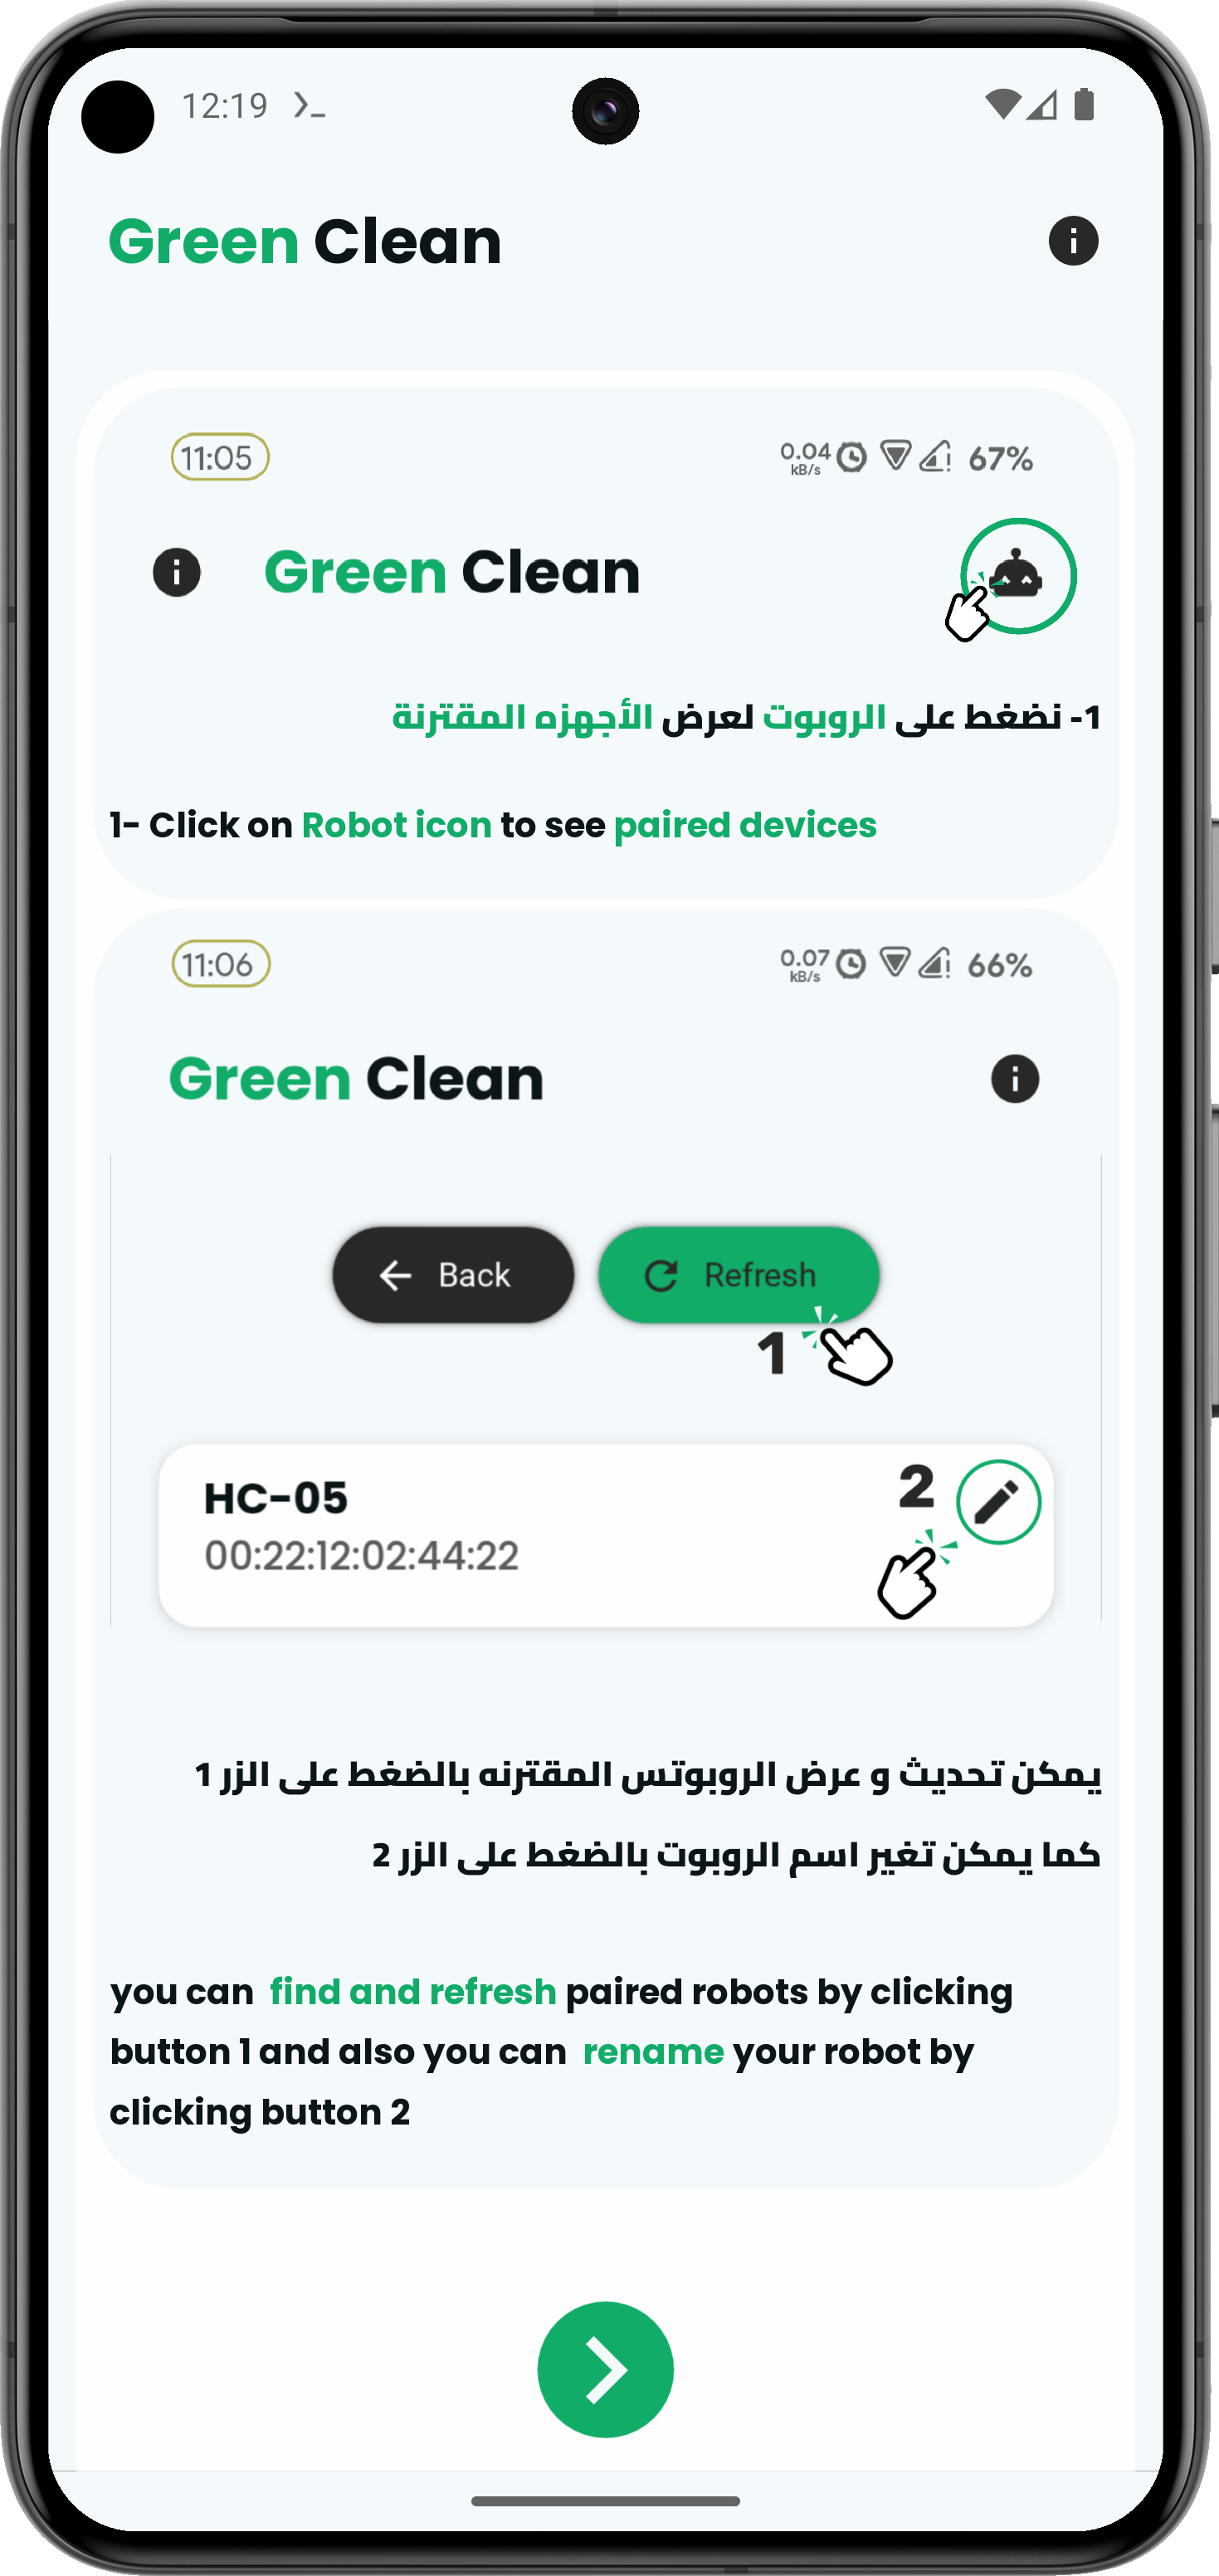 12:19
Green Clean
11:05 0.04 kB/s 67%
Green Clean
1- نضغط على الروبوت لعرض الأجهزه المقترنة
1- Click on Robot icon to see paired devices
11:06 0.07 kB/s 66%
Green Clean
Back Refresh
1
HC-05 2
00:22:12:02:44:22
يمكن تحديث و عرض الروبوتس المقترنه بالضغط على الزر 1
كما يمكن تغير اسم الروبوت بالضغط على الزر 2
you can find and refresh paired robots by clicking
button 1 and also you can rename your robot by
clicking button 2